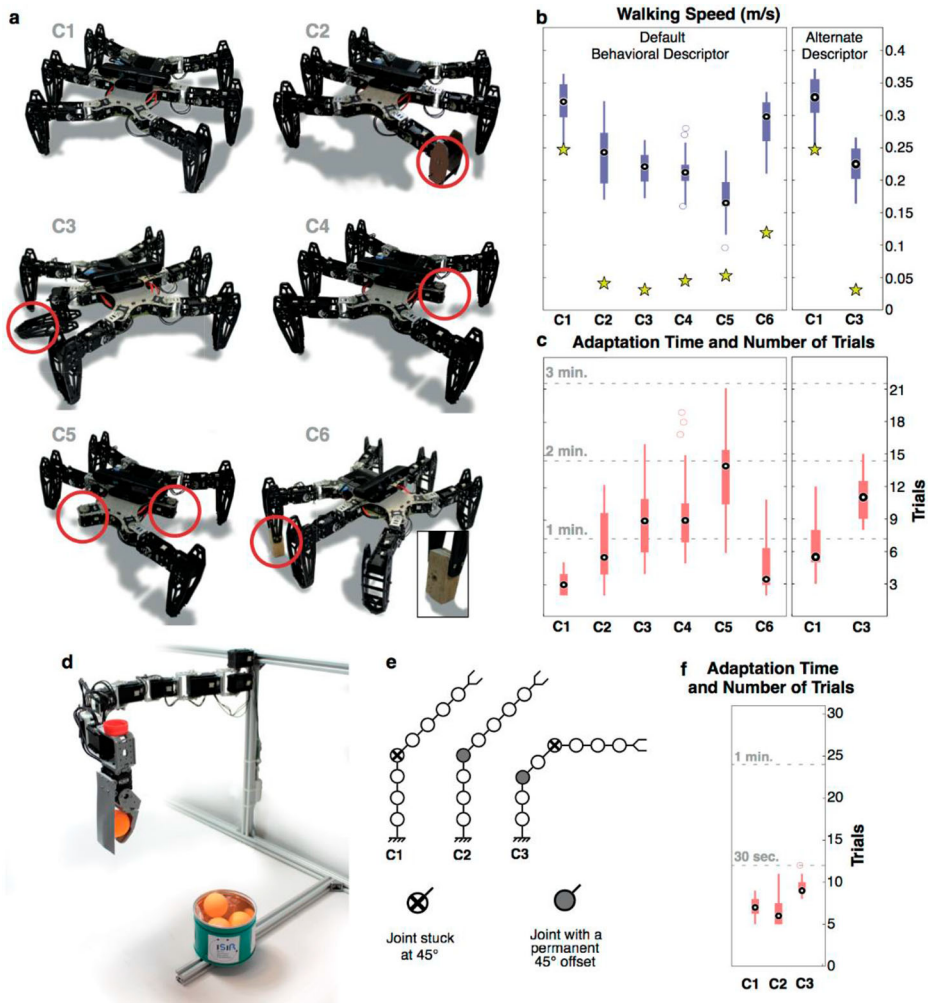 a
C1
C2
C3
C4
C5
C6
b
Walking Speed (m/s)
Default
Behavioral Descriptor
Alternate
Descriptor
0.4
0.35
0.3
0.25
0.2
0.15
0.1
0.05
0
C1 C2 C3 C4 C5 C6 C1 C3
c Adaptation Time and Number of Trials
3 min.
2 min.
1 min.
21
18
15
12
9
6
3
Trials
C1 C2 C3 C4 C5 C6 C1 C3
d
ISIR
e
C1 C2 C3
Joint stuck
at 45°
Joint with a
permanent
45° offset
f Adaptation Time
and Number of Trials
1 min.
30 sec.
30
25
20
15
10
5
0
Trials
C1 C2 C3